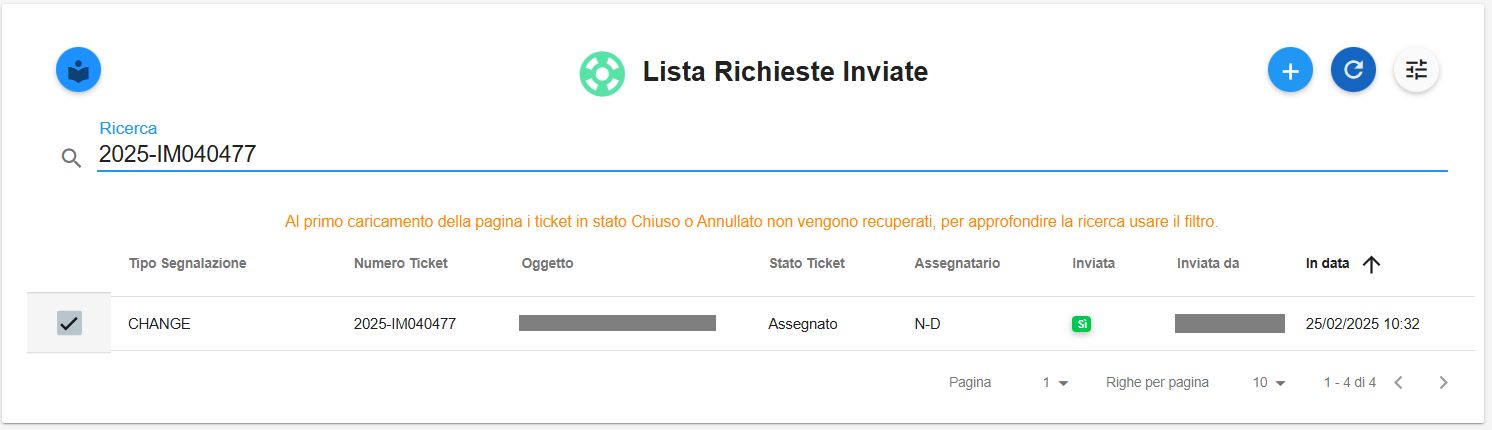 Lista Richieste Inviate
Ricerca
2025-IM040477
Al primo caricamento della pagina i ticket in stato Chiuso o Annullato non vengono recuperati, per approfondire la ricerca usare il filtro.
Tipo Segnalazione Numero Ticket Oggetto Stato Ticket Assegnatario Inviata Inviata da In data
CHANGE 2025-IM040477 Assegnato N-D Sì 25/02/2025 10:32
Pagina 1 Righe per pagina 10 1 - 4 di 4